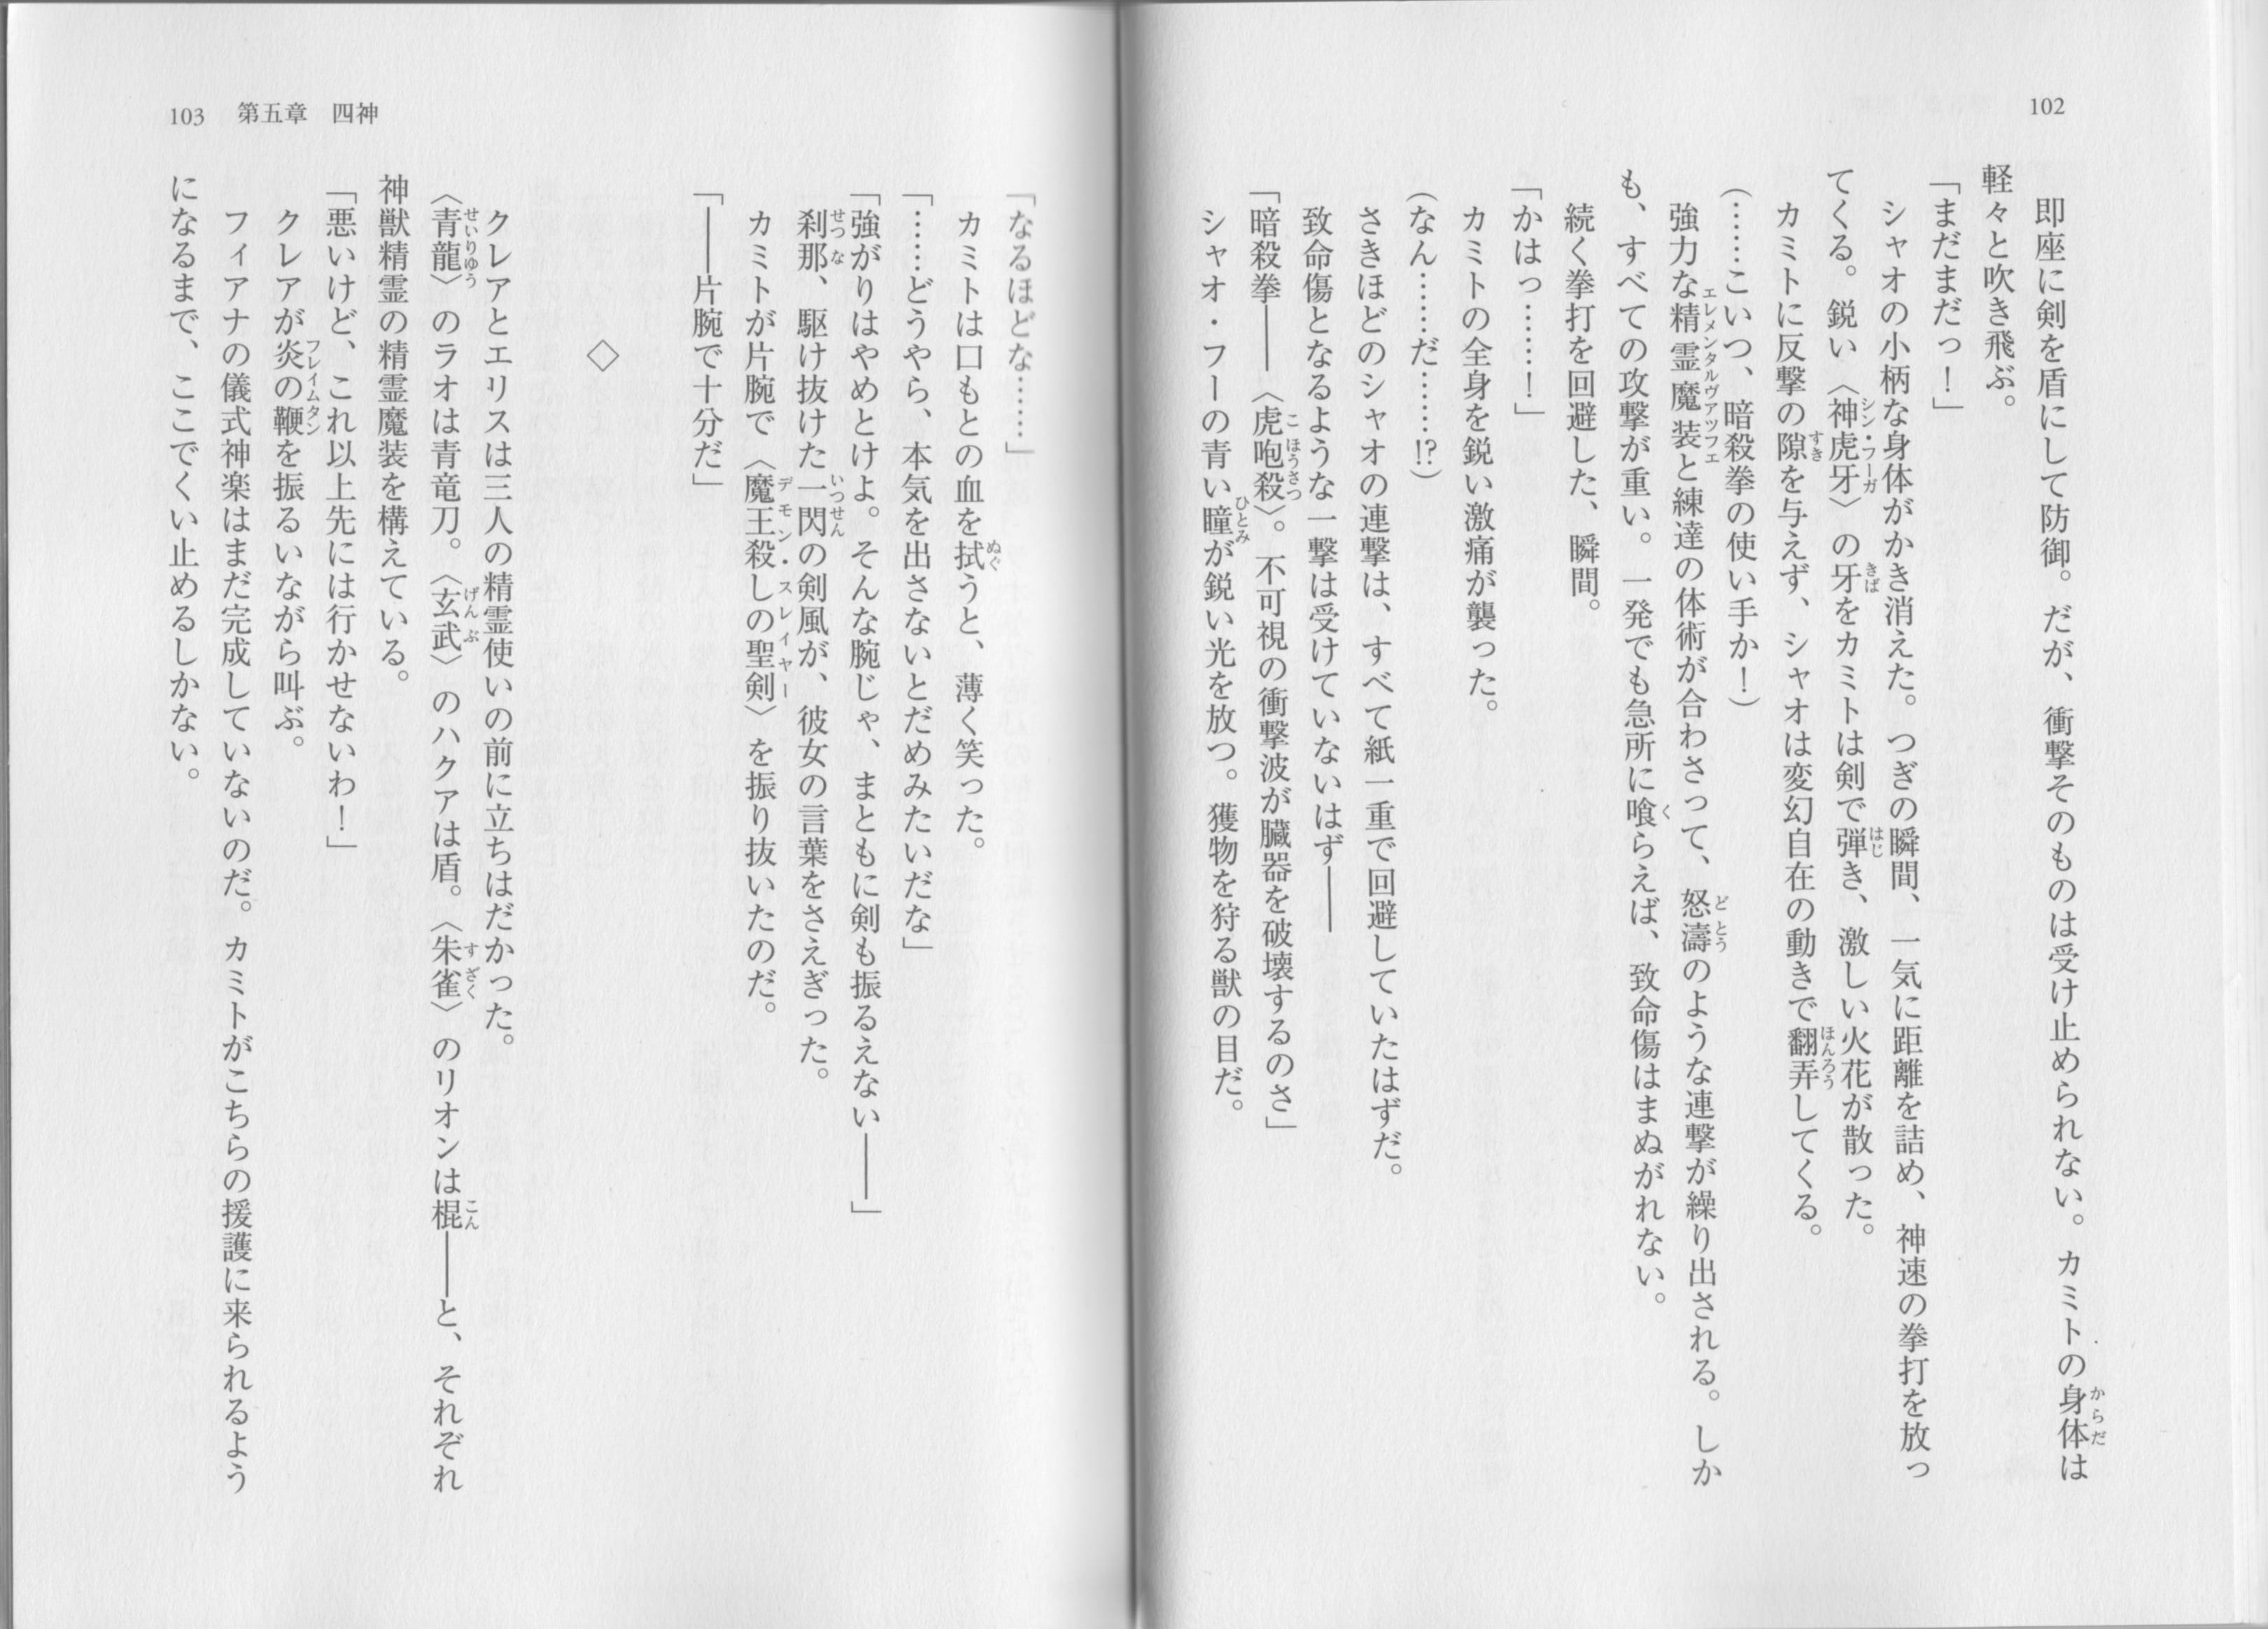 102
即座に剣を盾にして防御。だが、衝撃そのものは受け止められない。カミトの身体は
軽々と吹き飛ぶ。
「まだまだっ！」
シャオの小柄な身体がかき消えた。つぎの瞬間、一気に距離を詰め、神速の拳打を放っ
てくる。鋭い〈神虎牙〉の牙をカミトは剣で弾き、激しい火花が散った。
カミトに反撃の隙を与えず、シャオは変幻自在の動きで翻弄してくる。
（……こいつ、暗殺拳の使い手か！）
強力な精霊魔装と練達の体術が合わさって、怒濤のような連撃が繰り出される。しか
も、すべての攻撃が重い。一発でも急所に喰らえば、致命傷はまぬがれない。
続く拳打を回避した、瞬間。
「かはっ……！」
カミトの全身を鋭い激痛が襲った。
（なん……だ……!?）
さきほどのシャオの連撃は、すべて紙一重で回避していたはずだ。
致命傷となるような一撃は受けていないはず――
「暗殺拳――〈虎咆殺〉。不可視の衝撃波が臓器を破壊するのさ」
シャオ・フーの青い瞳が鋭い光を放つ。獲物を狩る獣の目だ。
103 第五章 四神
「なるほどな……」
カミトは口もとの血を拭うと、薄く笑った。
「……どうやら、本気を出さないとだめみたいだな」
「強がりはやめとけよ。そんな腕じゃ、まともに剣も振るえない――」
刹那、駆け抜けた一閃の剣風が、彼女の言葉をさえぎった。
カミトが片腕で〈魔王殺しの聖剣〉を振り抜いたのだ。
「――片腕で十分だ」
◇
クレアとエリスは三人の精霊使いの前に立ちはだかった。
〈青龍〉のラオは青竜刀。〈玄武〉のハクアは盾。〈朱雀〉のリオンは棍――と、それぞれ
神獣精霊の精霊魔装を構えている。
「悪いけど、これ以上先には行かせないわ！」
クレアが炎の鞭を振るいながら叫ぶ。
フィアナの儀式神楽はまだ完成していないのだ。カミトがこちらの援護に来られるよう
になるまで、ここでくい止めるしかない。